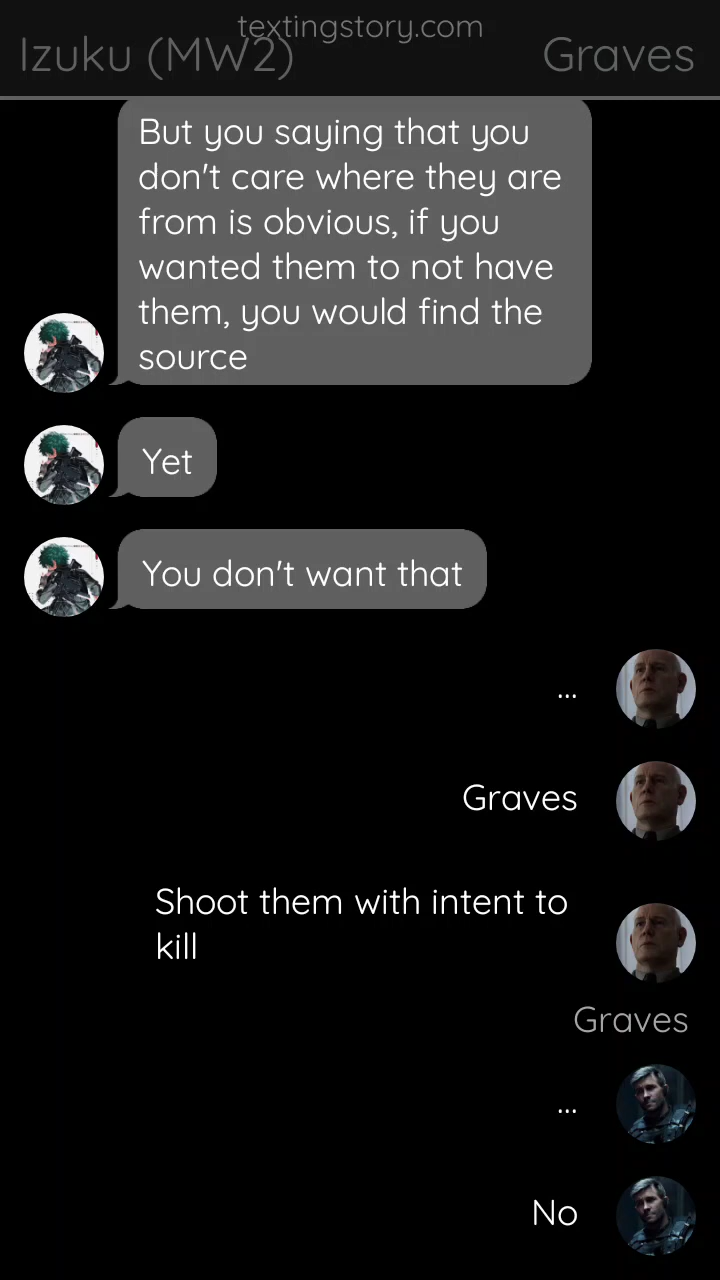 textingstory.com
Izuku (MW2)
Graves
But you saying that you
don't care where they are
from is obvious, if you
wanted them to not have
them, you would find the
source
Yet
You don't want that
...
Graves
Shoot them with intent to
kill
Graves
...
No